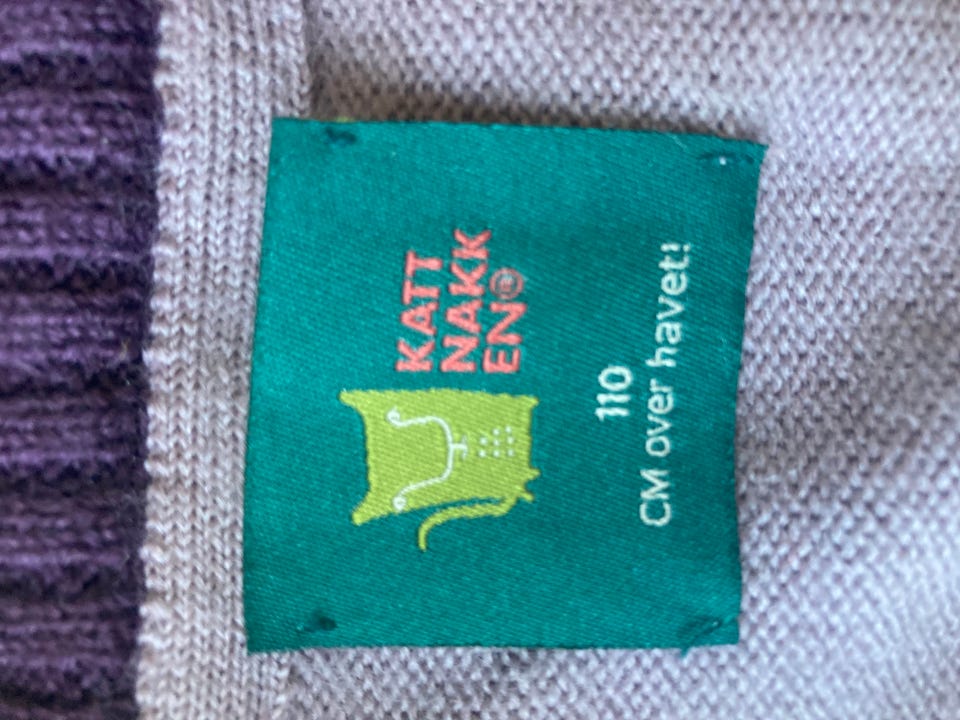 KATT
NAKK
EN®
110
CM over havet!